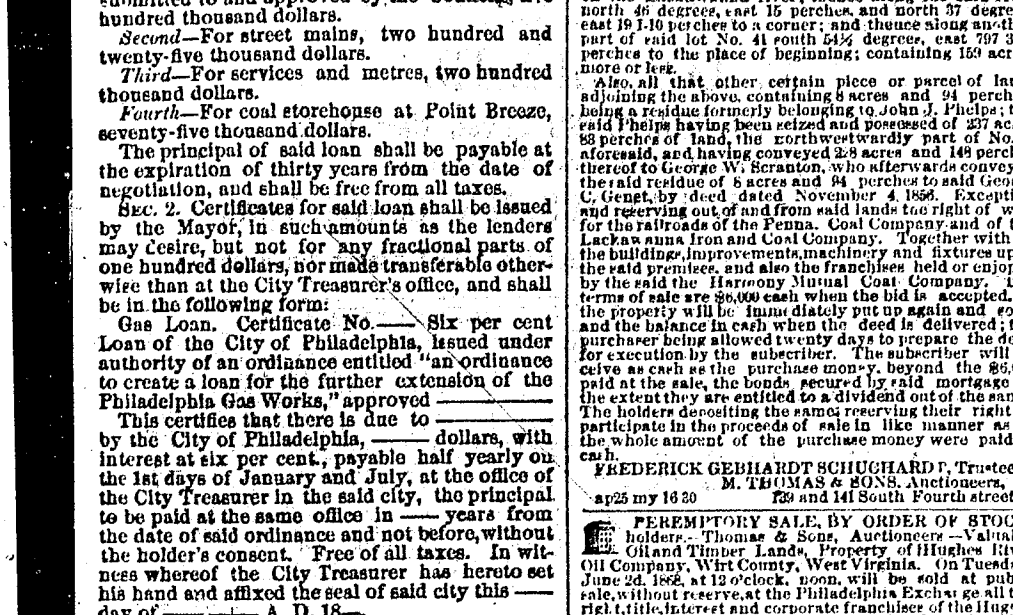 submitted to and approved by the Councils, five
hundred thousand dollars.
Second—For street mains, two hundred and
twenty-five thousand dollars.
Third—For services and metres, two hundred
thousand dollars.
Fourth—For coal storehouse at Point Breeze,
seventy-five thousand dollars.
The principal of said loan shall be payable at
the expiration of thirty years from the date of
negotiation, and shall be free from all taxes.
SEC. 2. Certificates for said loan shall be issued
by the Mayor, in such amounts as the lenders
may desire, but not for any fractional parts of
one hundred dollars, nor made transferable other-
wise than at the City Treasurer's office, and shall
be in the following form:
Gas Loan. Certificate No.—— Six per cent
Loan of the City of Philadelphia, issued under
authority of an ordinance entitled "an ordinance
to create a loan for the further extension of the
Philadelphia Gas Works," approved ————
This certifies that there is due to ————
by the City of Philadelphia, —— dollars, with
interest at six per cent., payable half yearly on
the 1st days of January and July, at the office of
the City Treasurer in the said city, the principal
to be paid at the same office in —— years from
the date of said ordinance and not before, without
the holder's consent. Free of all taxes. In wit-
ness whereof the City Treasurer has hereto set
his hand and affixed the seal of said city this ——
day of ————, A. D. 18—
north 45 degrees, east 15 perches, and north 37 degre
east 19 1-10 perches to a corner; and thence along anoth
part of said lot No. 41 south 54½ degrees, east 797 3
perches to the place of beginning; containing 159 acr
more or less.
Also, all that other certain piece or parcel of lan
adjoining the above, containing 8 acres and 94 perch
being a residue formerly belonging to John J. Phelps; t
said Phelps having been seized and possessed of 237 ac
88 perches of land, the northwestwardly part of No.
aforesaid, and having conveyed 228 acres and 148 perch
thereof to George W. Scranton, who afterwards convey
the said residue of 8 acres and 94 perches to said Geor
C. Genet, by deed dated November 4, 1856. Excepti
and reserving out of and from said lands the right of w
for the railroads of the Penna. Coal Company and of t
Lackawanna Iron and Coal Company. Together with
the buildings, improvements, machinery and fixtures up
the said premises, and also the franchises held or enjoy
by the said the Harmony Mutual Coal Company.
terms of sale are $6,000 cash when the bid is accepted.
the property will be immediately put up again and so
and the balance in cash when the deed is delivered; t
purchaser being allowed twenty days to prepare the de
for execution by the subscriber. The subscriber will
ceive as cash as the purchase money, beyond the $6,
paid at the sale, the bonds secured by said mortgage
the extent they are entitled to a dividend out of the sam
The holders depositing the same; reserving their right
participate in the proceeds of sale in like manner as
the whole amount of the purchase money were paid
cash.
FREDERICK GEBHARDT SCHUCHARDT, Trustee
M. THOMAS & SONS, Auctioneers,
ap25 my 16 30 139 and 141 South Fourth street
PEREMPTORY SALE, BY ORDER OF STOC
holders.—Thomas & Sons, Auctioneers—Valual
Oil and Timber Lands, Property of Hughes Riv
Oil Company, Wirt County, West Virginia. On Tuesd
June 2d, 1868, at 12 o'clock, noon, will be sold at pub
sale, without reserve, at the Philadelphia Exchange all t
right, title, interest and corporate franchises of the Hug